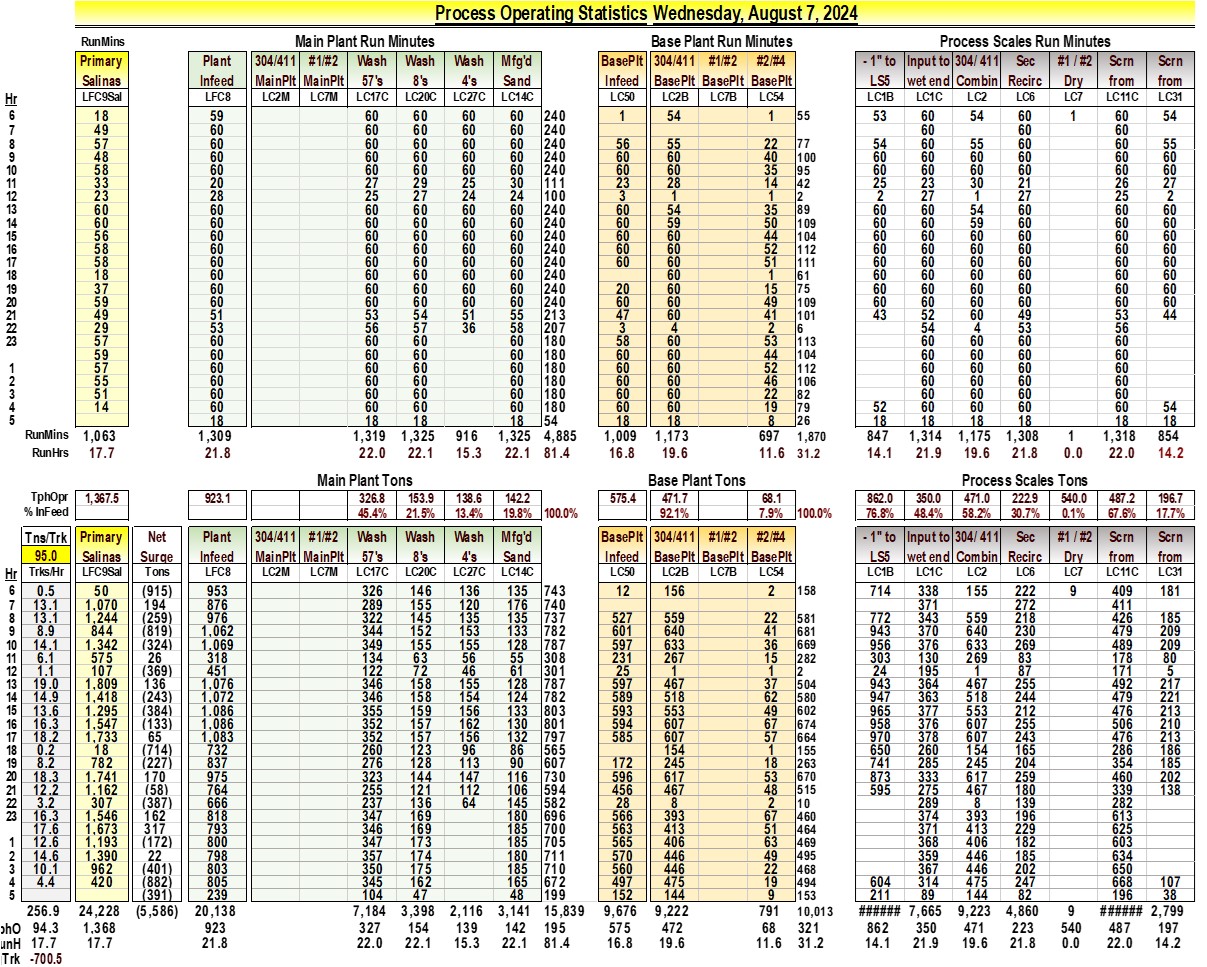 Process Operating Statistics Wednesday, August 7, 2024
RunMins Main Plant Run Minutes Base Plant Run Minutes Process Scales Run Minutes
Primary Plant 304/411 #1/#2 Wash Wash Wash Mfg'd BasePlt 304/411 #1/#2 #2/#4 - 1" to Input to 304/ 411 Sec #1 / #2 Scrn Scrn
Salinas Infeed MainPlt MainPlt 57's 8's 4's Sand Infeed BasePlt BasePlt BasePlt LS5 wet end Combin Recirc Dry from from
Hr LFC9Sal LFC8 LC2M LC7M LC17C LC20C LC27C LC14C LC50 LC2B LC7B LC54 LC1B LC1C LC2 LC6 LC7 LC11C LC31
6 18 59 60 60 60 60 240 1 54 1 55 53 60 54 60 1 60 54
7 49 60 60 60 60 60 240 60 60 60
8 57 60 60 60 60 60 240 56 55 22 77 54 60 55 60 60 55
9 48 60 60 60 60 60 240 60 60 40 100 60 60 60 60 60 60
10 58 60 60 60 60 60 240 60 60 35 95 60 60 60 60 60 60
11 33 20 27 29 25 30 111 23 28 14 42 25 23 30 21 26 27
12 23 28 25 27 24 24 100 3 1 1 2 2 27 1 27 25 2
13 60 60 60 60 60 60 240 60 54 35 89 60 60 54 60 60 60
14 60 60 60 60 60 60 240 60 59 50 109 60 60 59 60 60 60
15 56 60 60 60 60 60 240 60 60 44 104 60 60 60 60 60 60
16 58 60 60 60 60 60 240 60 60 52 112 60 60 60 60 60 60
17 58 60 60 60 60 60 240 60 60 51 111 60 60 60 60 60 60
18 18 60 60 60 60 60 240 60 1 61 60 60 60 60 60 60
19 37 60 60 60 60 60 240 20 60 15 75 60 60 60 60 60 60
20 59 60 60 60 60 60 240 60 60 49 109 60 60 60 60 60 60
21 49 51 53 54 51 55 213 47 60 41 101 43 52 60 49 53 44
22 29 53 56 57 36 58 207 3 4 2 6 54 4 53 56
23 57 60 60 60 60 180 58 60 53 113 60 60 60 60
59 60 60 60 60 180 60 60 44 104 60 60 60 60
1 57 60 60 60 60 180 60 60 52 112 60 60 60 60
2 55 60 60 60 60 180 60 60 46 106 60 60 60 60
3 51 60 60 60 60 180 60 60 22 82 60 60 60 60
4 14 60 60 60 60 180 60 60 19 79 52 60 60 60 60 54
5 18 18 18 18 54 18 18 8 26 18 18 18 18 18 18
RunMins 1,063 1,309 1,319 1,325 916 1,325 4,885 1,009 1,173 697 1,870 847 1,314 1,175 1,308 1 1,318 854
RunHrs 17.7 21.8 22.0 22.1 15.3 22.1 81.4 16.8 19.6 11.6 31.2 14.1 21.9 19.6 21.8 0.0 22.0 14.2
Main Plant Tons Base Plant Tons Process Scales Tons
TphOpr 1,367.5 923.1 326.8 153.9 138.6 142.2 575.4 471.7 68.1 862.0 350.0 471.0 222.9 540.0 487.2 196.7
% InFeed 45.4% 21.5% 13.4% 19.8% 100.0% 92.1% 7.9% 100.0% 76.8% 48.4% 58.2% 30.7% 0.1% 67.6% 17.7%
Tns/Trk Primary Net Plant 304/411 #1/#2 Wash Wash Wash Mfg'd BasePlt 304/411 #1/#2 #2/#4 - 1" to Input to 304/ 411 Sec #1 / #2 Scrn Scrn
95.0 Salinas Surge Infeed MainPlt MainPlt 57's 8's 4's Sand Infeed BasePlt BasePlt BasePlt LS5 wet end Combin Recirc Dry from from
Hr Trks/Hr LFC9Sal Tons LFC8 LC2M LC7M LC17C LC20C LC27C LC14C LC50 LC2B LC7B LC54 LC1B LC1C LC2 LC6 LC7 LC11C LC31
6 0.5 50 (915) 953 326 146 136 135 743 12 156 2 158 714 338 155 222 9 409 181
7 13.1 1,070 194 876 289 155 120 176 740 371 272 411
8 13.1 1,244 (259) 976 322 145 135 135 737 527 559 22 581 772 343 559 218 426 185
9 8.9 844 (819) 1,062 344 152 153 133 782 601 640 41 681 943 370 640 230 479 209
10 14.1 1,342 (324) 1,069 349 155 155 128 787 597 633 36 669 956 376 633 269 489 209
11 6.1 575 26 318 134 63 56 55 308 231 267 15 282 303 130 269 83 178 80
12 1.1 107 (369) 451 122 72 46 61 301 25 1 1 2 24 195 1 87 171 5
13 19.0 1,809 136 1,076 346 158 155 128 787 597 467 37 504 943 364 467 255 492 217
14 14.9 1,418 (243) 1,072 346 158 154 124 782 589 518 62 580 947 363 518 244 479 221
15 13.6 1,295 (384) 1,086 355 159 156 133 803 593 553 49 602 965 377 553 212 476 213
16 16.3 1,547 (133) 1,086 352 157 162 130 801 594 607 67 674 958 376 607 255 506 210
17 18.2 1,733 65 1,083 352 157 156 132 797 585 607 57 664 970 378 607 243 476 213
18 0.2 18 (714) 732 260 123 96 86 565 154 1 155 650 260 154 165 286 186
19 8.2 782 (227) 837 276 128 113 90 607 172 245 18 263 741 285 245 204 354 185
20 18.3 1,741 170 975 323 144 147 116 730 596 617 53 670 873 333 617 259 460 202
21 12.2 1,162 (58) 764 255 121 112 106 594 456 467 48 515 595 275 467 180 339 138
22 3.2 307 (387) 666 237 136 64 145 582 28 8 2 10 289 8 139 282
23 16.3 1,546 162 818 347 169 180 696 566 393 67 460 374 393 196 613
17.6 1,673 317 793 346 169 185 700 563 413 51 464 371 413 229 625
1 12.6 1,193 (172) 800 347 173 185 705 565 406 63 469 368 406 182 603
2 14.6 1,390 22 798 357 174 180 711 570 446 49 495 359 446 185 634
3 10.1 962 (401) 803 350 175 185 710 560 446 22 468 367 446 202 650
4 4.4 420 (882) 805 345 162 165 672 497 475 19 494 604 314 475 247 668 107
5 (391) 239 104 47 48 199 152 144 9 153 211 89 144 82 196 38
256.9 24,228 (5,586) 20,138 7,184 3,398 2,116 3,141 15,839 9,676 9,222 791 10,013 ###### 7,665 9,223 4,860 9 ###### 2,799
phO 94.3 1,368 923 327 154 139 142 195 575 472 68 321 862 350 471 223 540 487 197
unH 17.7 17.7 21.8 22.0 22.1 15.3 22.1 81.4 16.8 19.6 11.6 31.2 14.1 21.9 19.6 21.8 0.0 22.0 14.2
Trk -700.5